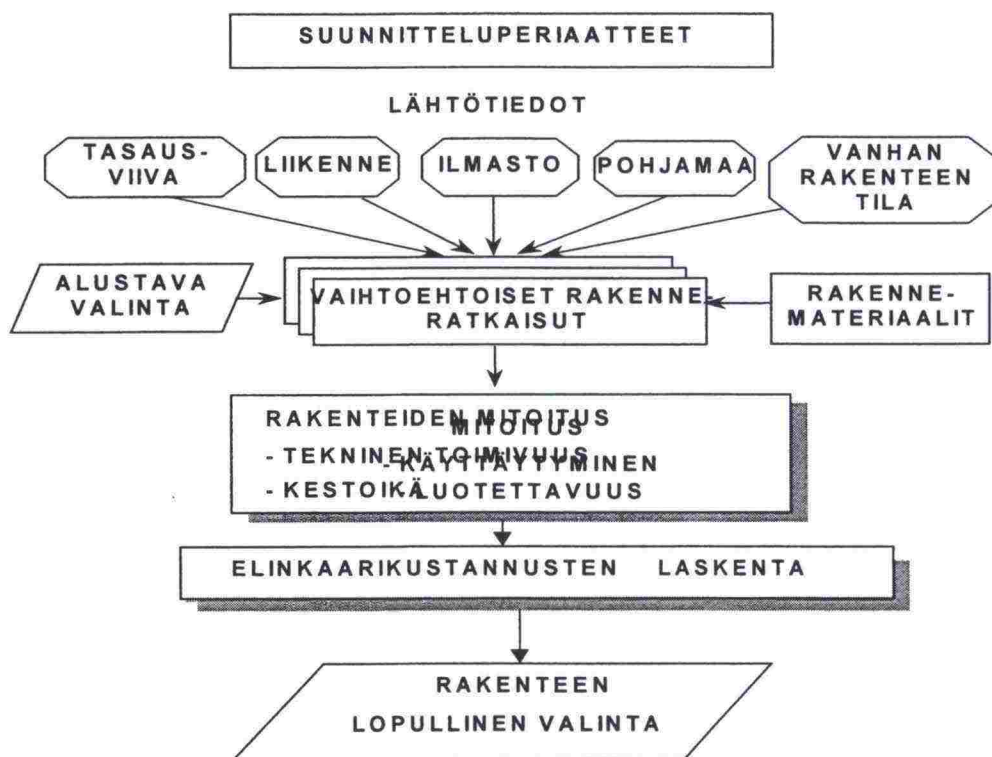 SUUNNITTELUPERIAATTEET
LÄHTÖTIEDOT
TASAUS-
VIIVA
LIIKENNE
ILMASTO
POHJAMAA
VANHAN
RAKENTEEN
TILA
ALUSTAVA
VALINTA
VAIHTOEHTOISET RAKENNE-
RATKAISUT
RAKENNE-
MATERIAALIT
RAKENTEIDEN MITOITUS
MITOITUS
- TEKNINEN TOIMIVUUS
- KÄYTTÄYTYMINEN
- KESTOIKÄ
- LUOTETTAVUUS
ELINKAARIKUSTANNUSTEN LASKENTA
RAKENTEEN
LOPULLINEN VALINTA